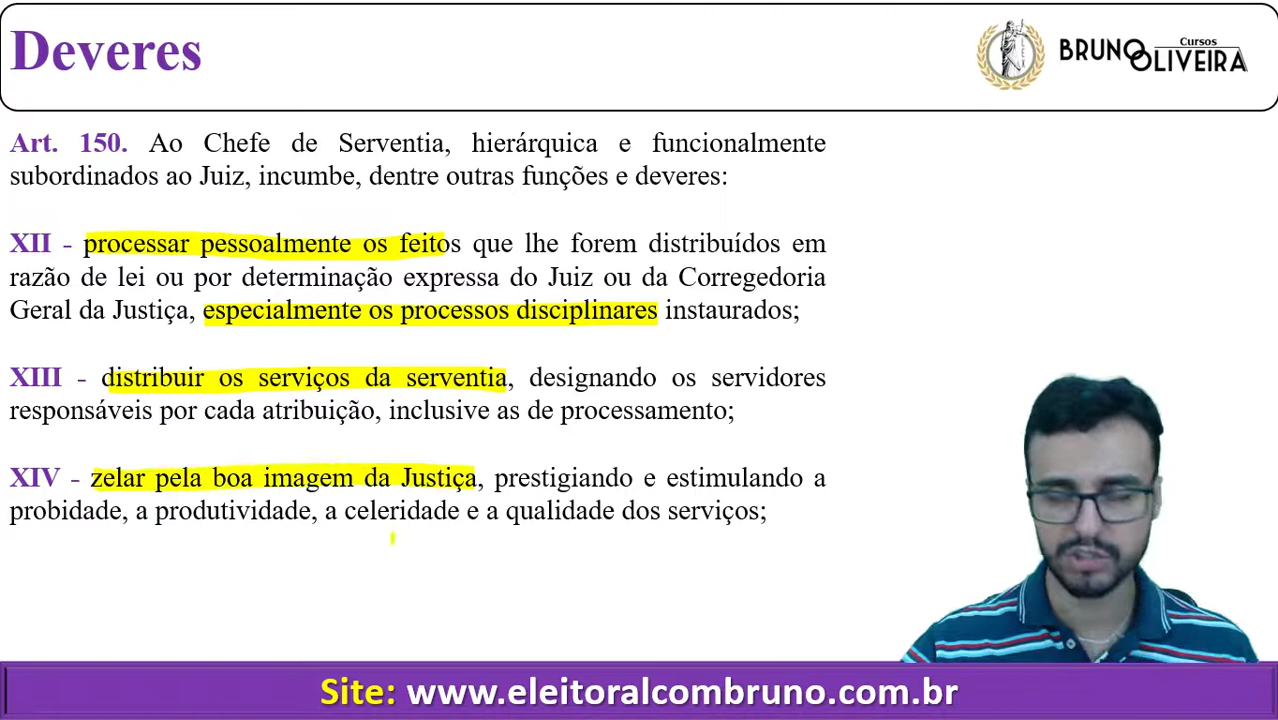 Deveres
Cursos
BRUNO OLIVEIRA
Art. 150. Ao Chefe de Serventia, hierárquica e funcionalmente
subordinados ao Juiz, incumbe, dentre outras funções e deveres:
XII - processar pessoalmente os feitos que lhe forem distribuídos em
razão de lei ou por determinação expressa do Juiz ou da Corregedoria
Geral da Justiça, especialmente os processos disciplinares instaurados;
XIII - distribuir os serviços da serventia, designando os servidores
responsáveis por cada atribuição, inclusive as de processamento;
XIV - zelar pela boa imagem da Justiça, prestigiando e estimulando a
probidade, a produtividade, a celeridade e a qualidade dos serviços;
Site: www.eleitoralcombruno.com.br